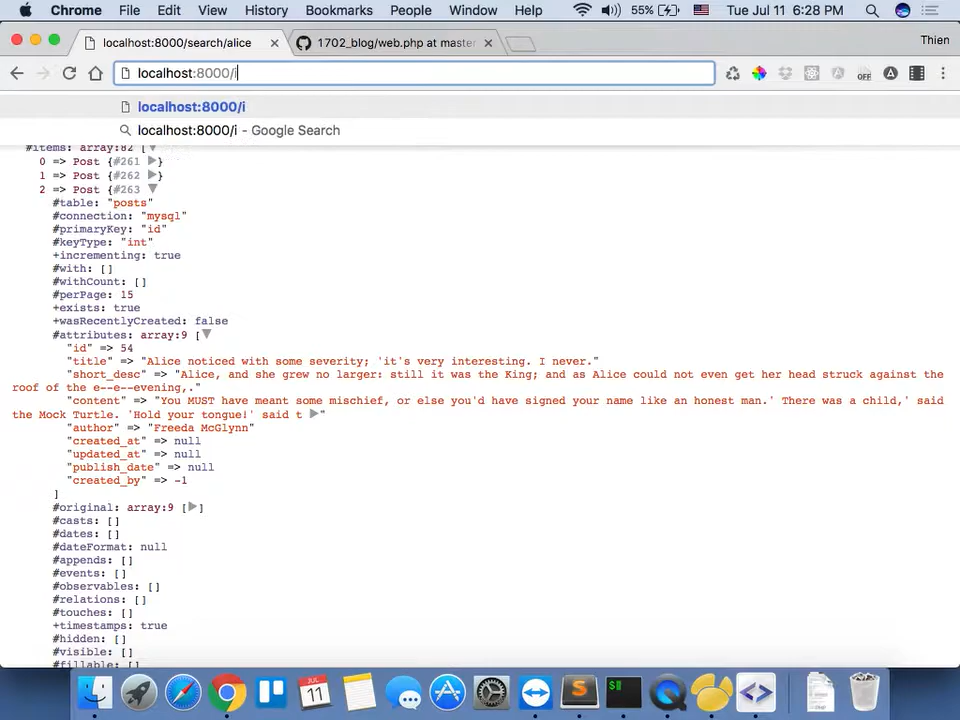 Chrome File Edit View History Bookmarks People Window Help 55% Tue Jul 11 6:28 PM
localhost:8000/search/alice
1702_blog/web.php at master
Thien
localhost:8000/i
OFF
localhost:8000/i
localhost:8000/i - Google Search
#items: array:82 [
0 => Post {#261 }
1 => Post {#262 }
2 => Post {#263
#table: "posts"
#connection: "mysql"
#primaryKey: "id"
#keyType: "int"
+incrementing: true
#with: []
#withCount: []
#perPage: 15
+exists: true
+wasRecentlyCreated: false
#attributes: array:9 [
"id" => 54
"title" => "Alice noticed with some severity; 'it's very interesting. I never."
"short_desc" => "Alice, and she grew no larger: still it was the King; and as Alice could not even get her head struck against the
roof of the e--e--evening,."
"content" => "You MUST have meant some mischief, or else you'd have signed your name like an honest man.' There was a child,' said
the Mock Turtle. 'Hold your tongue!' said t
"author" => "Freeda McGlynn"
"created_at" => null
"updated_at" => null
"publish_date" => null
"created_by" => -1
]
#original: array:9 [ ]
#casts: []
#dates: []
#dateFormat: null
#appends: []
#events: []
#observables: []
#relations: []
#touches: []
+timestamps: true
#hidden: []
#visible: []
#fillable: []
JUL
11
$